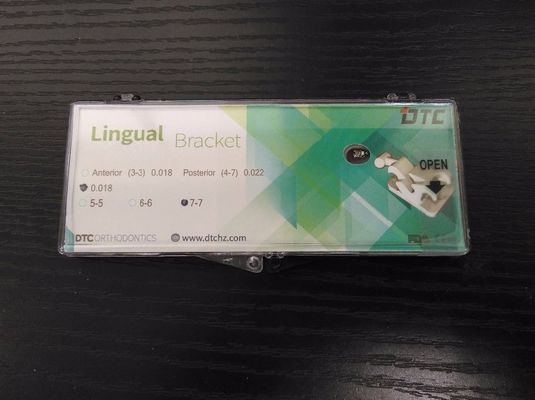 DTC
Lingual Bracket
OPEN
Anterior (3-3) 0.018 Posterior (4-7) 0.022
0.018
5-5 6-6 7-7
DTC ORTHODONTICS www.dtchz.com FDA